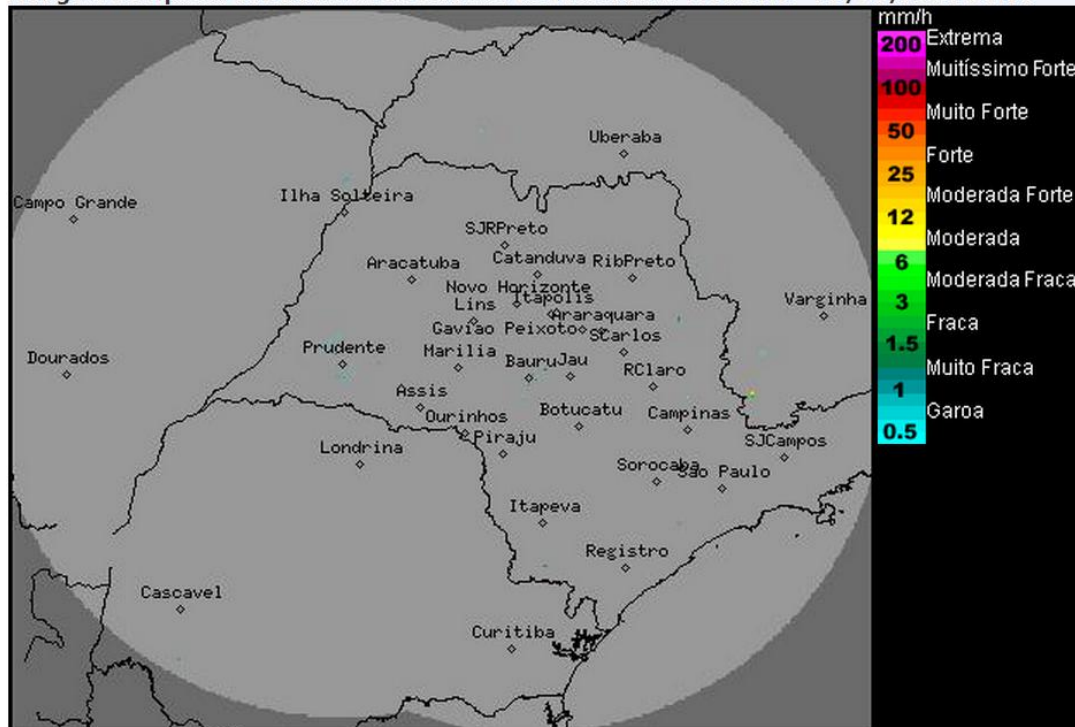 mm/h
200 Extrema
Muitíssimo Forte
100
Muito Forte
50
Forte
25
Moderada Forte
12
Moderada
6
Moderada Fraca
3
Fraca
1.5
Muito Fraca
1
Garoa
0.5
Uberaba
Ilha Solteira
Campo Grande
SJRPreto
Catanduva
RibPreto
Aracatuba
Novo Horizonte
Itapolis
Varginha
Lins
Araraquara
Gaviao Peixoto
SCarlos
Prudente
Marilia
Dourados
Bauru
Jau
RClaro
Assis
Botucatu
Campinas
Ourinhos
Piraju
SJCampos
Londrina
Sorocaba
Sao Paulo
Itapeva
Registro
Cascavel
Curitiba